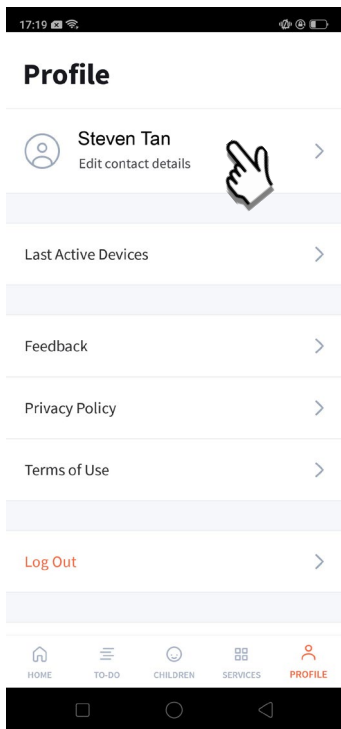 17:19
Profile
Steven Tan
Edit contact details
Last Active Devices
Feedback
Privacy Policy
Terms of Use
Log Out
HOME TO-DO CHILDREN SERVICES PROFILE